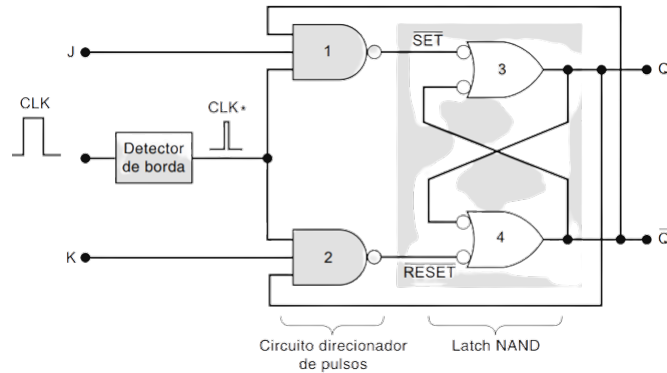 J
1
SET
3
Q
CLK
CLK*
Detector
de borda
K
2
RESET
4
Q
Circuito direcionador
de pulsos
Latch NAND